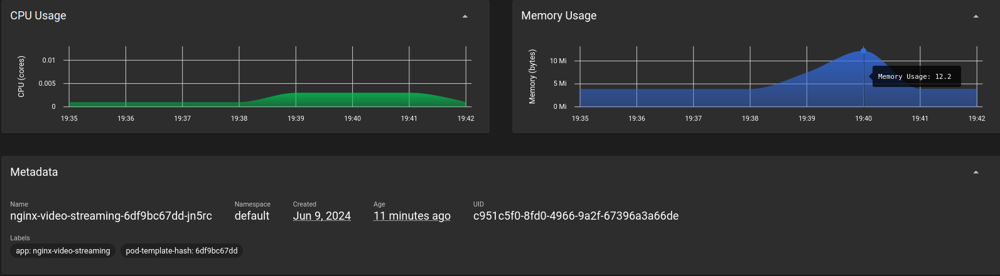 CPU Usage
CPU (cores)
0.01
0.005
0
19:35 19:36 19:37 19:38 19:39 19:40 19:41 19:42
Memory Usage
Memory (bytes)
10 Mi
5 Mi
0 Mi
Memory Usage: 12.2
19:35 19:36 19:37 19:38 19:39 19:40 19:41 19:42
Metadata
Name Namespace Created Age UID
nginx-video-streaming-6df9bc67dd-jn5rc default Jun 9, 2024 11 minutes ago c951c5f0-8fd0-4966-9a2f-67396a3a66de
Labels
app: nginx-video-streaming pod-template-hash: 6df9bc67dd